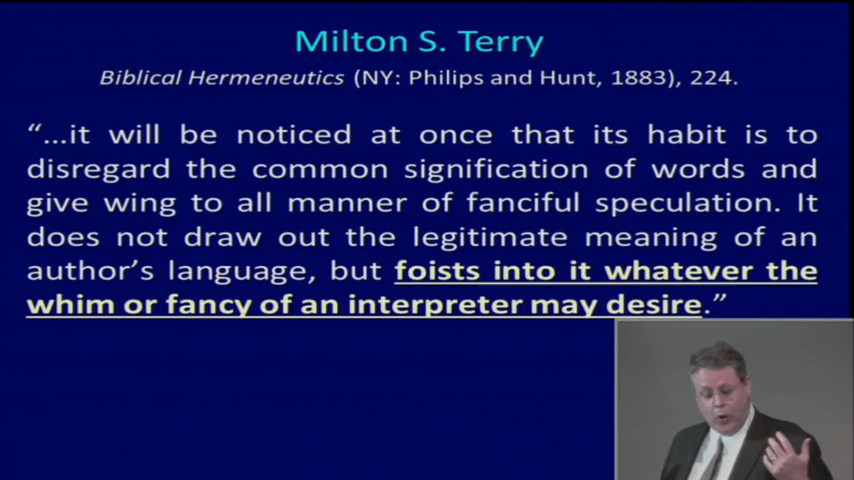 Milton S. Terry
Biblical Hermeneutics (NY: Philips and Hunt, 1883), 224.
“…it will be noticed at once that its habit is to
disregard the common signification of words and
give wing to all manner of fanciful speculation. It
does not draw out the legitimate meaning of an
author’s language, but foists into it whatever the
whim or fancy of an interpreter may desire.”